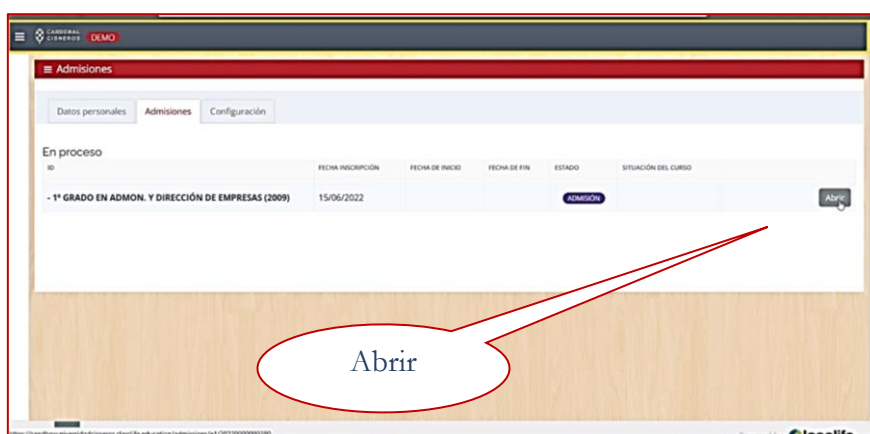 CARDENAL
CISNEROS DEMO
Admisiones
Datos personales Admisiones Configuración
En proceso
ID FECHA INSCRIPCIÓN FECHA DE INICIO FECHA DE FIN ESTADO SITUACIÓN DEL CURSO
- 1º GRADO EN ADMON. Y DIRECCIÓN DE EMPRESAS (2009) 15/06/2022 ADMISIÓN Abrir
Abrir